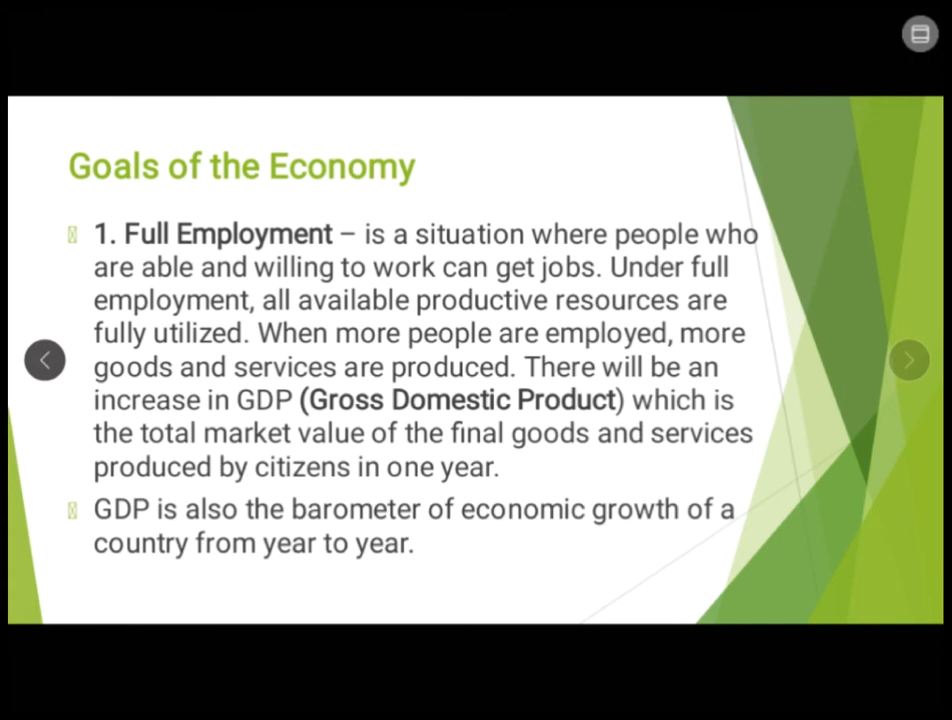 Goals of the Economy
1. Full Employment – is a situation where people who
are able and willing to work can get jobs. Under full
employment, all available productive resources are
fully utilized. When more people are employed, more
goods and services are produced. There will be an
increase in GDP (Gross Domestic Product) which is
the total market value of the final goods and services
produced by citizens in one year.
GDP is also the barometer of economic growth of a
country from year to year.